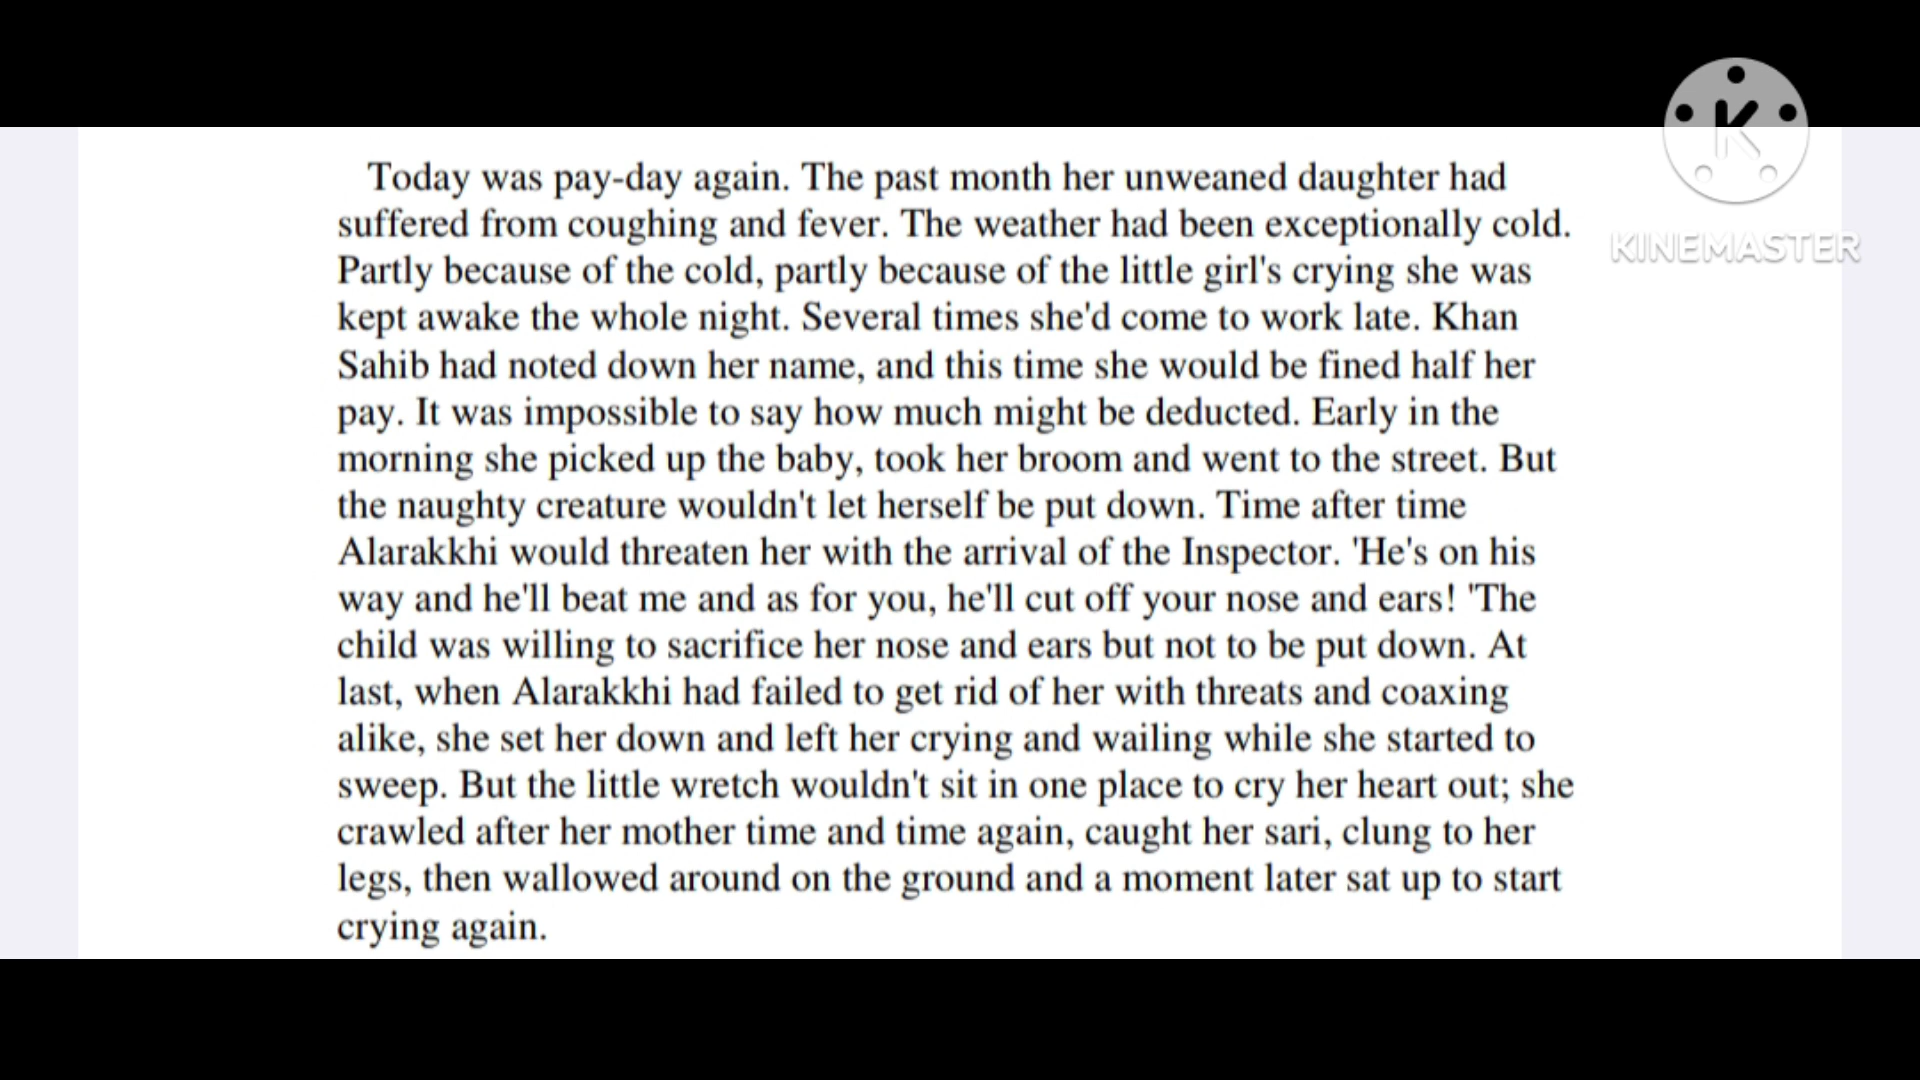 Today was pay-day again. The past month her unweaned daughter had
suffered from coughing and fever. The weather had been exceptionally cold.
Partly because of the cold, partly because of the little girl's crying she was
kept awake the whole night. Several times she'd come to work late. Khan
Sahib had noted down her name, and this time she would be fined half her
pay. It was impossible to say how much might be deducted. Early in the
morning she picked up the baby, took her broom and went to the street. But
the naughty creature wouldn't let herself be put down. Time after time
Alarakkhi would threaten her with the arrival of the Inspector. 'He's on his
way and he'll beat me and as for you, he'll cut off your nose and ears! 'The
child was willing to sacrifice her nose and ears but not to be put down. At
last, when Alarakkhi had failed to get rid of her with threats and coaxing
alike, she set her down and left her crying and wailing while she started to
sweep. But the little wretch wouldn't sit in one place to cry her heart out; she
crawled after her mother time and time again, caught her sari, clung to her
legs, then wallowed around on the ground and a moment later sat up to start
crying again.
K
KINEMASTER